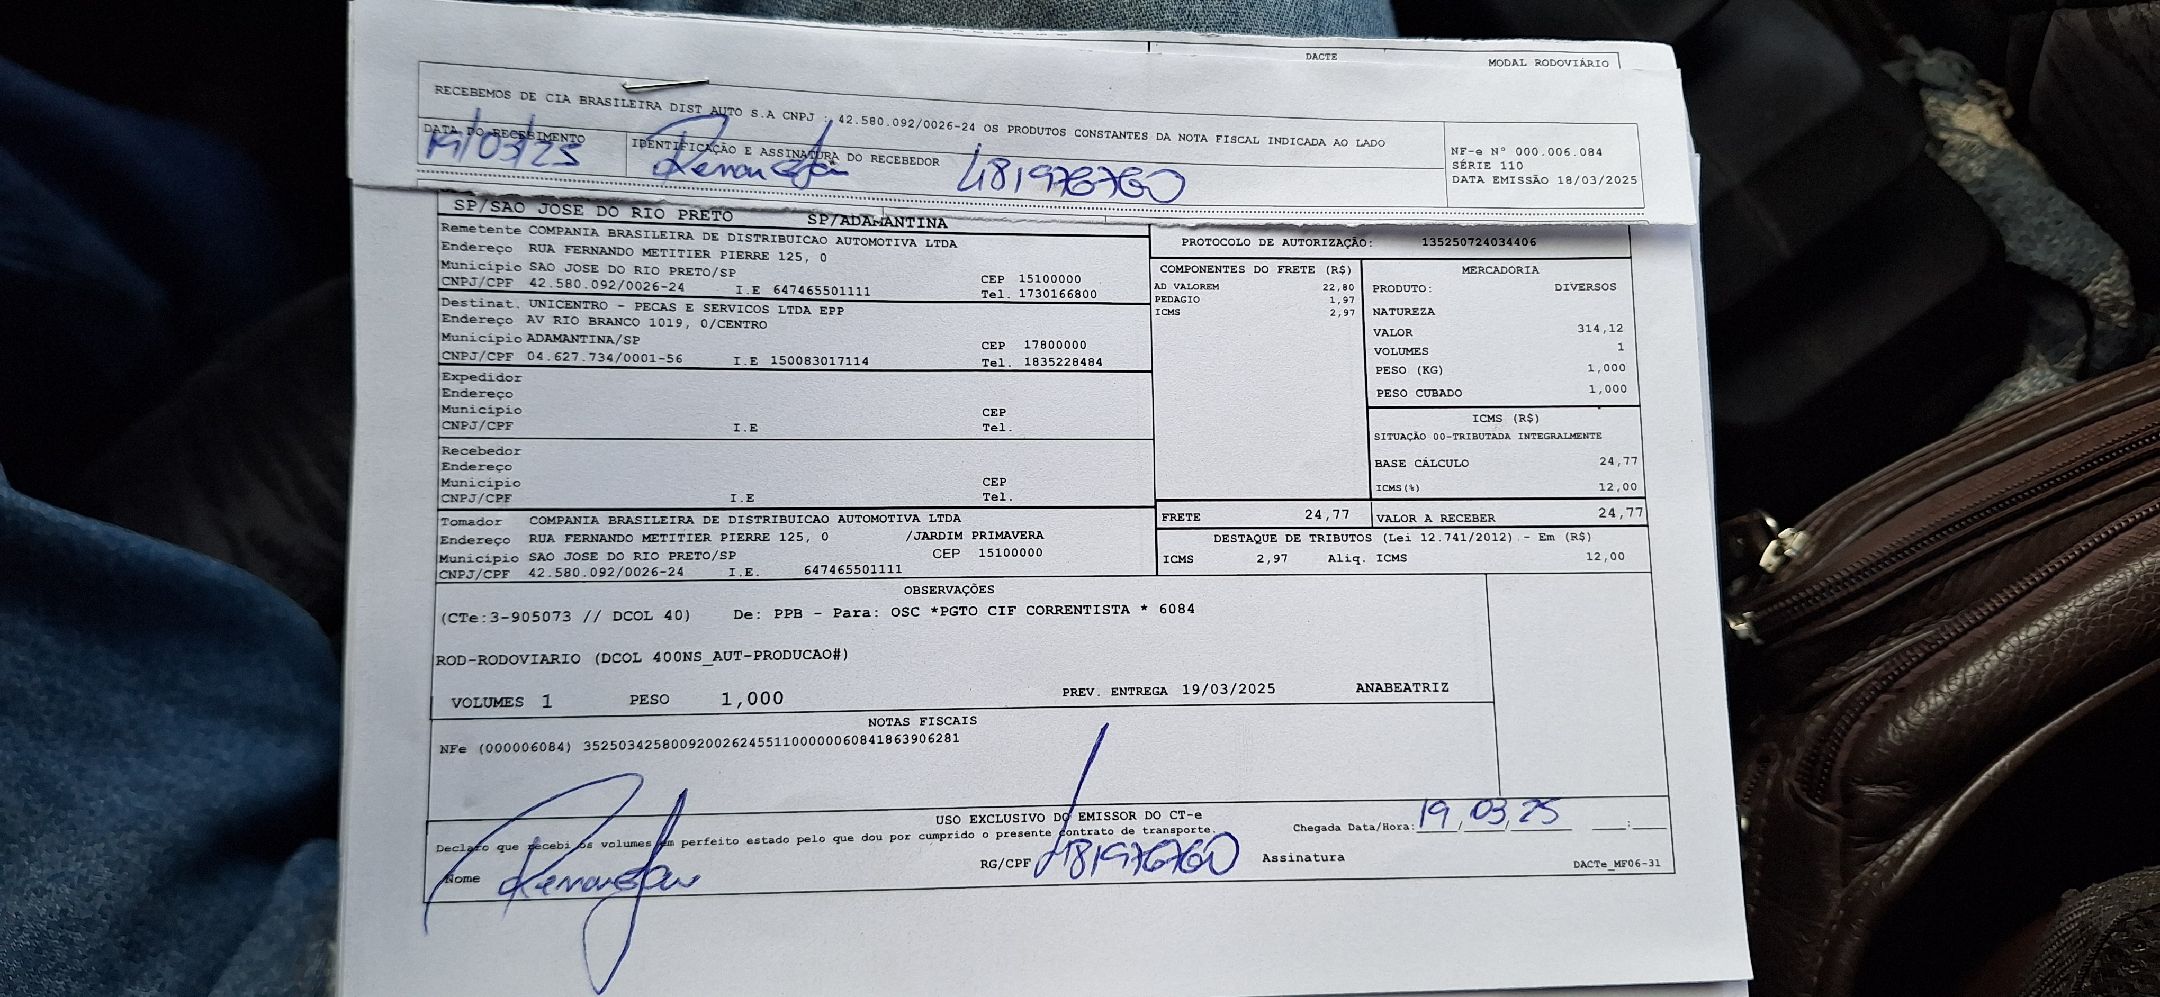 DACTE
MODAL RODOVIÁRIO
RECEBEMOS DE CIA BRASILEIRA DIST AUTO S.A CNPJ : 42.580.092/0026-24 OS PRODUTOS CONSTANTES DA NOTA FISCAL INDICADA AO LADO
DATA DO RECEBIMENTO
19/03/25
IDENTIFICAÇÃO E ASSINATURA DO RECEBEDOR
481976760
NF-e Nº 000.006.084
SÉRIE 110
DATA EMISSÃO 18/03/2025
SP/SAO JOSE DO RIO PRETO SP/ADAMANTINA
Remetente COMPANIA BRASILEIRA DE DISTRIBUICAO AUTOMOTIVA LTDA
Endereço RUA FERNANDO METITIER PIERRE 125, 0
Município SAO JOSE DO RIO PRETO/SP CEP 15100000
CNPJ/CPF 42.580.092/0026-24 I.E 647465501111 Tel. 1730166800
Destinat. UNICENTRO - PECAS E SERVICOS LTDA EPP
Endereço AV RIO BRANCO 1019, 0/CENTRO
Município ADAMANTINA/SP CEP 17800000
CNPJ/CPF 04.627.734/0001-56 I.E 150083017114 Tel. 1835228484
Expedidor
Endereço
Município CEP
CNPJ/CPF I.E Tel.
Recebedor
Endereço
Município CEP
CNPJ/CPF I.E Tel.
Tomador COMPANIA BRASILEIRA DE DISTRIBUICAO AUTOMOTIVA LTDA
Endereço RUA FERNANDO METITIER PIERRE 125, 0 /JARDIM PRIMAVERA
Município SAO JOSE DO RIO PRETO/SP CEP 15100000
CNPJ/CPF 42.580.092/0026-24 I.E. 647465501111
PROTOCOLO DE AUTORIZAÇÃO: 135250724034406
COMPONENTES DO FRETE (R$)
AD VALOREM 22,80
PEDAGIO 1,97
ICMS 2,97
MERCADORIA
PRODUTO: DIVERSOS
NATUREZA
VALOR 314,12
VOLUMES 1
PESO (KG) 1,000
PESO CUBADO 1,000
ICMS (R$)
SITUAÇÃO 00-TRIBUTADA INTEGRALMENTE
BASE CÁLCULO 24,77
ICMS(%) 12,00
FRETE 24,77 VALOR A RECEBER 24,77
DESTAQUE DE TRIBUTOS (Lei 12.741/2012) - Em (R$)
ICMS 2,97 Aliq. ICMS 12,00
OBSERVAÇÕES
(CTe:3-905073 // DCOL 40) De: PPB - Para: OSC *PGTO CIF CORRENTISTA * 6084
ROD-RODOVIARIO (DCOL 400NS_AUT-PRODUCAO#)
VOLUMES 1 PESO 1,000 PREV. ENTREGA 19/03/2025 ANABEATRIZ
NOTAS FISCAIS
NFe (000006084) 35250342580092002624551100000060841863906281
USO EXCLUSIVO DO EMISSOR DO CT-e
Declaro que recebi os volumes em perfeito estado pelo que dou por cumprido o presente contrato de transporte.
Chegada Data/Hora: 19/03/25 __:__
Nome
RG/CPF 481976760 Assinatura
DACTe_MF06-31